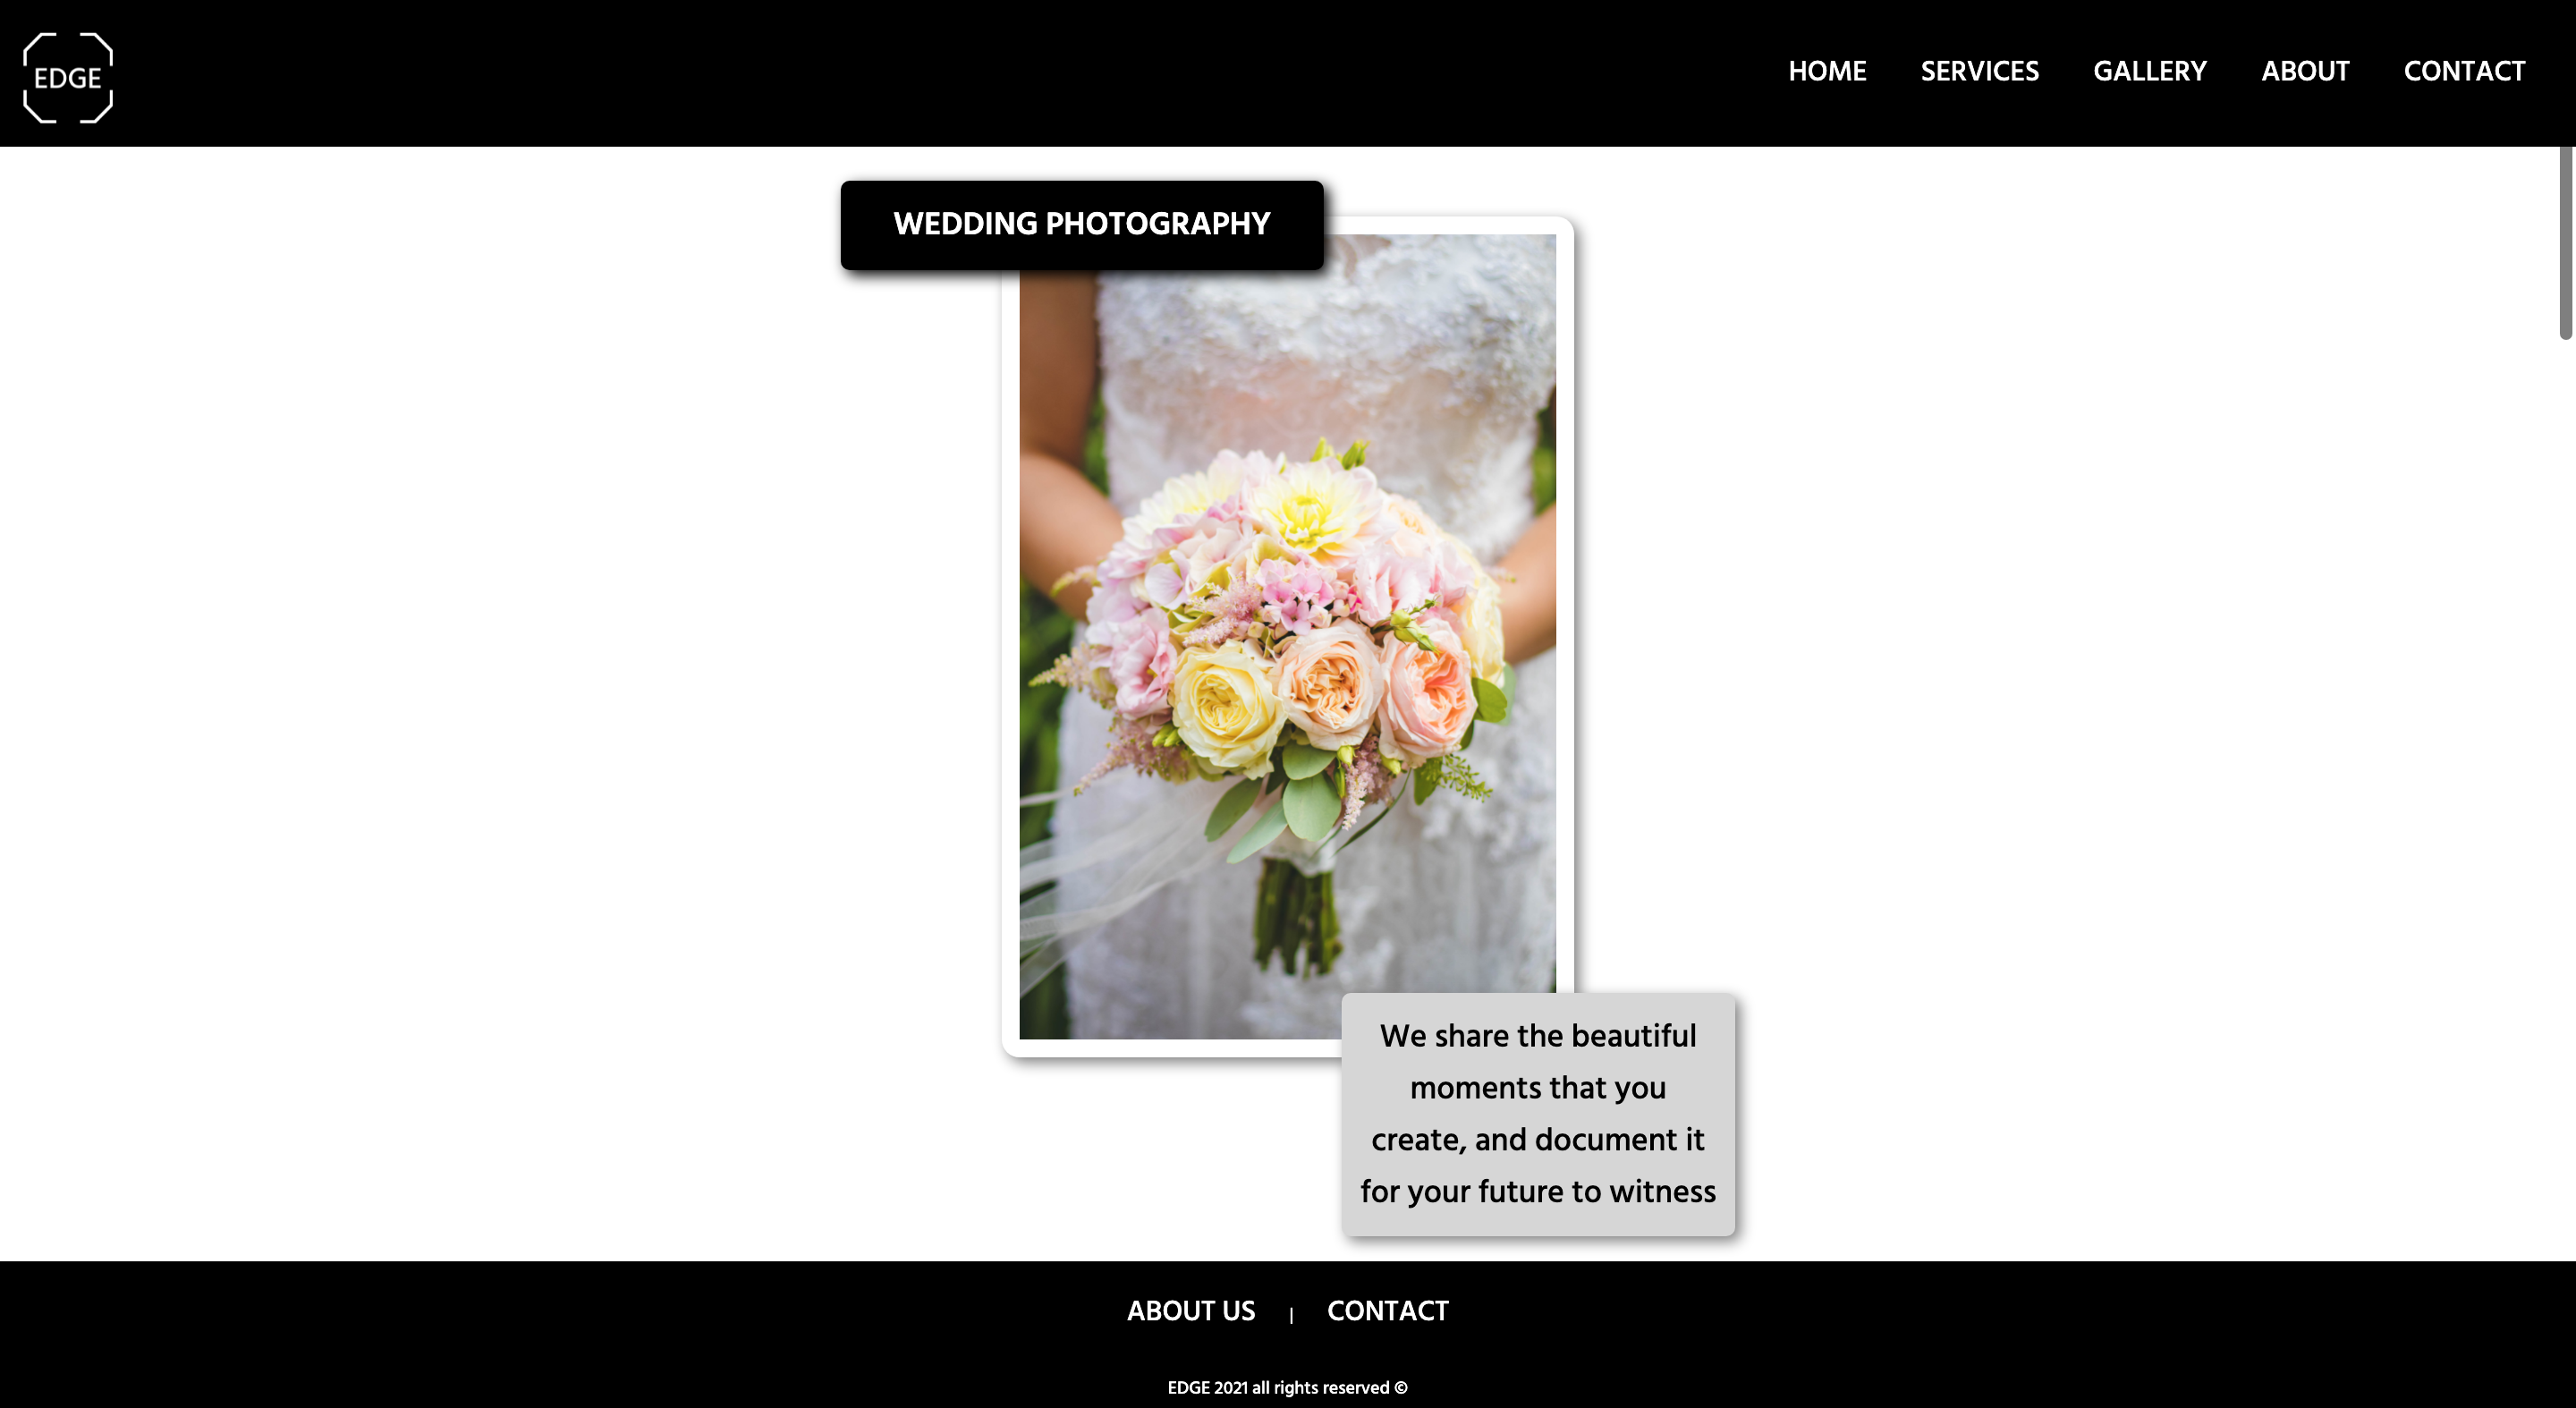 EDGE
HOME SERVICES GALLERY ABOUT CONTACT
WEDDING PHOTOGRAPHY
We share the beautiful
moments that you
create, and document it
for your future to witness
ABOUT US | CONTACT
EDGE 2021 all rights reserved ©